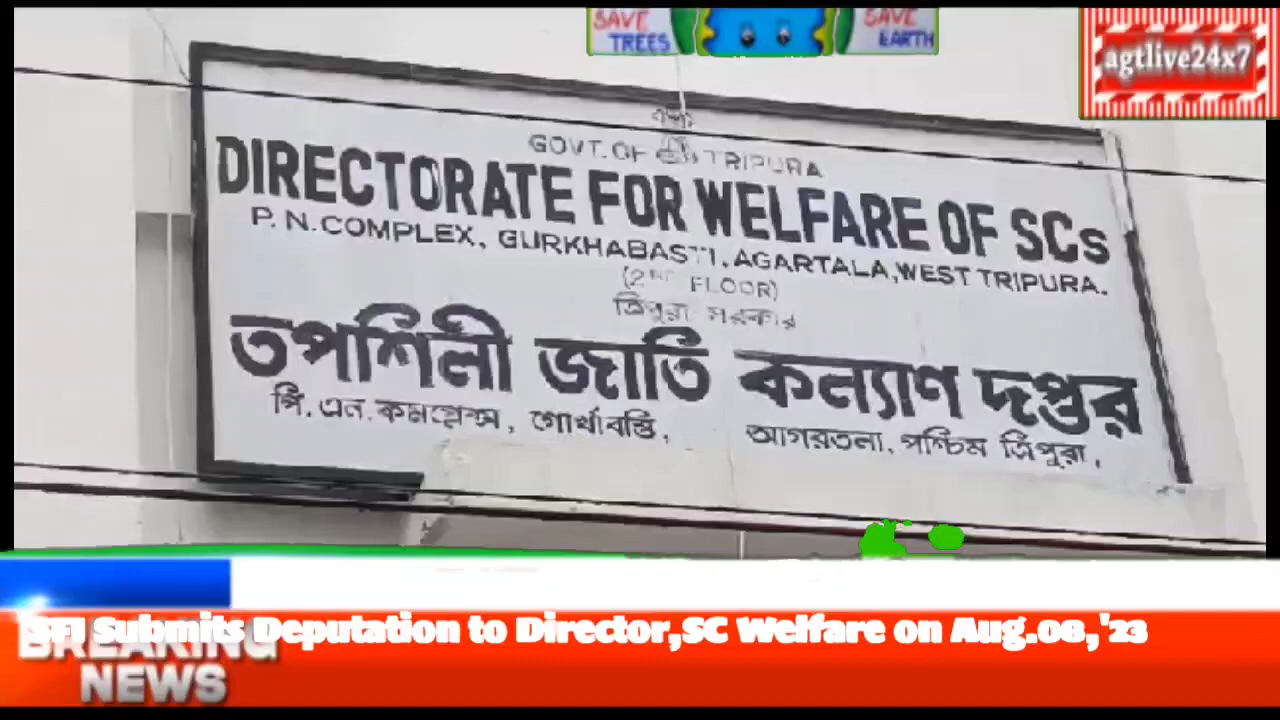 SAVE TREES
SAVE EARTH
agtlive24x7
GOVT. OF TRIPURA
DIRECTORATE FOR WELFARE OF SCs
P. N. COMPLEX, GURKHABASTI, AGARTALA, WEST TRIPURA.
(2ND FLOOR)
ত্রিপুরা সরকার
তপশিলী জাতি কল্যাণ দপ্তর
পি. এন. কমপ্লেক্স, গোর্খাবস্তি, আগরতলা, পশ্চিম ত্রিপুরা,
SFI Submits Deputation to Director,SC Welfare on Aug.08,'23
BREAKING
NEWS